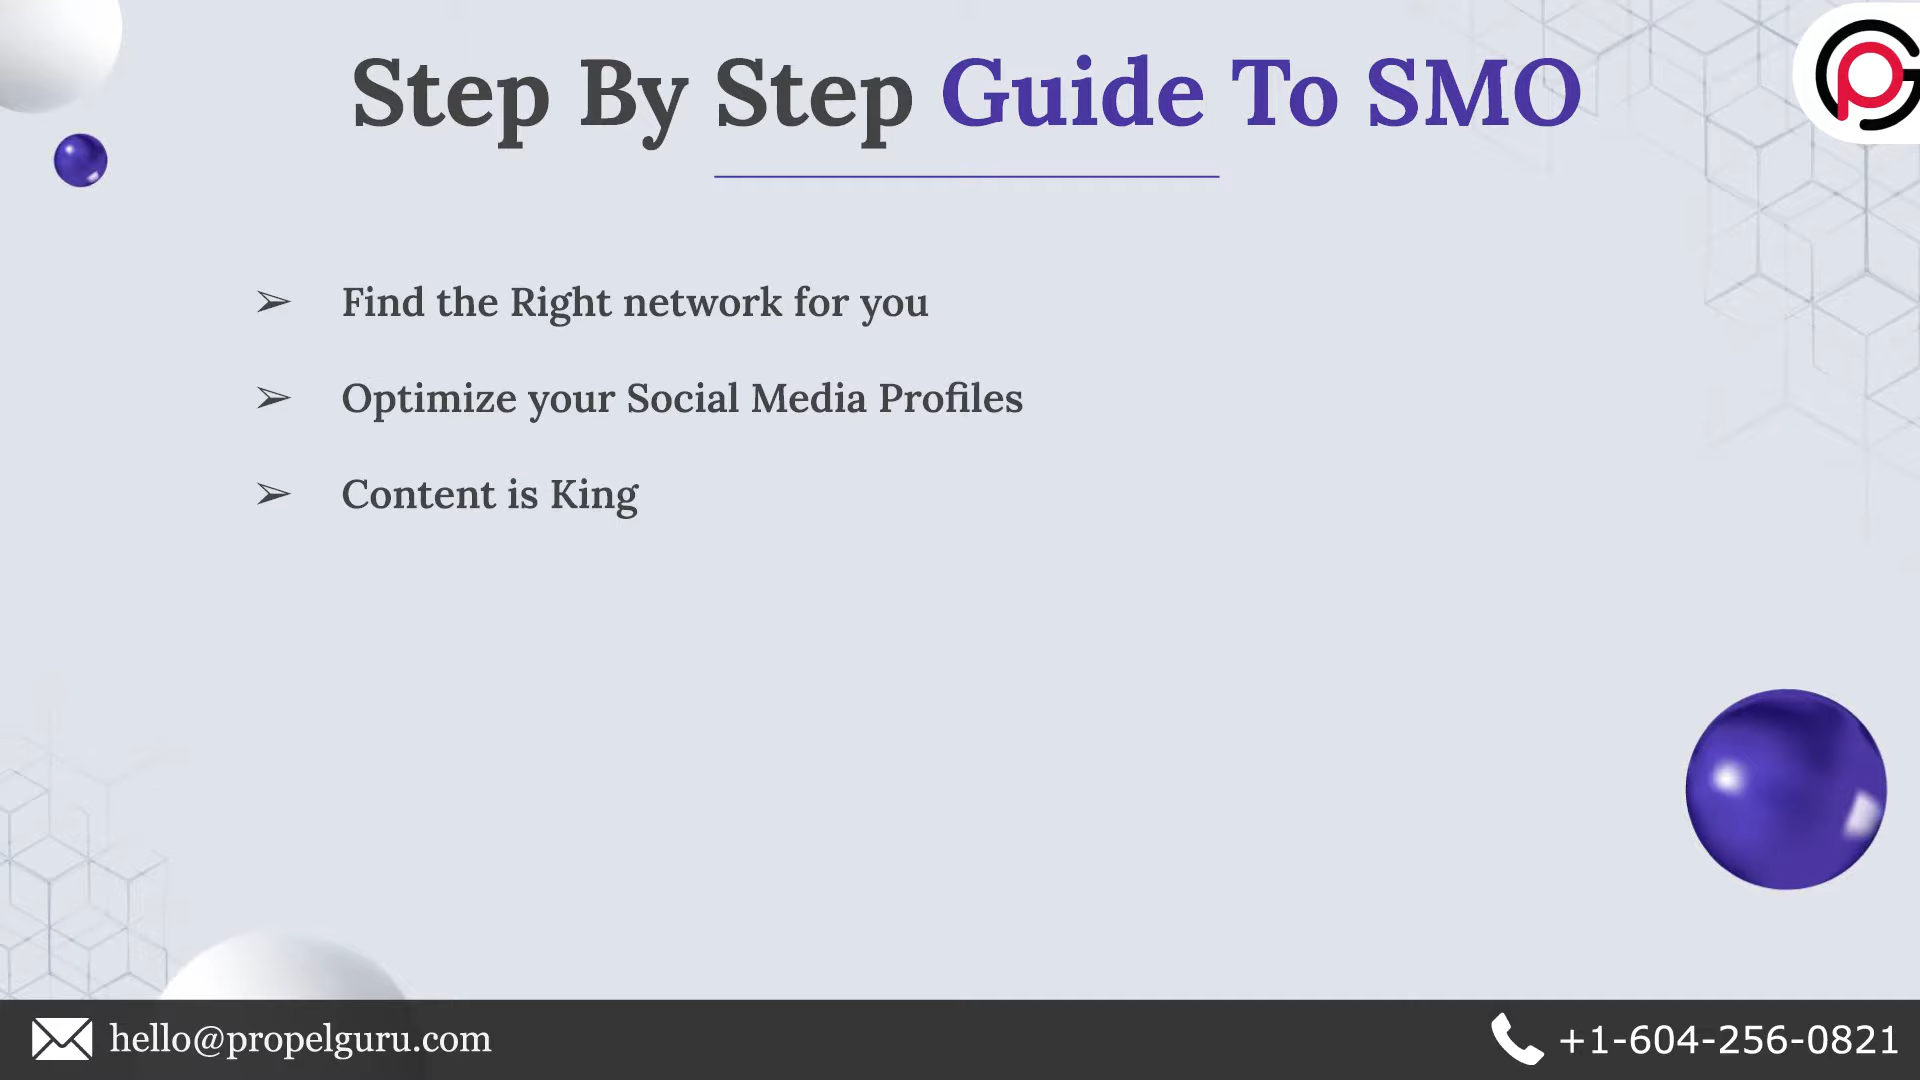 Step By Step Guide To SMO
➢ Find the Right network for you
➢ Optimize your Social Media Profiles
➢ Content is King
hello@propelguru.com
+1-604-256-0821